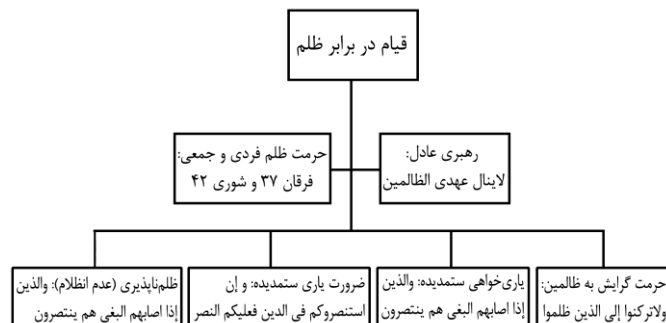 قیام در برابر ظلم
رهبری عادل:
لاینال عهدی الظالمین
حرمت ظلم فردی و جمعی:
فرقان ۳۷ و شوری ۴۲
حرمت گرایش به ظالمین:
ولاترکنوا إلی الذین ظلموا
یاری‌خواهی ستمدیده: والذین
إذا اصابهم البغی هم ینتصرون
ضرورت یاری ستمدیده: و إن
استنصروکم فی الدین فعلیکم النصر
ظلم‌ناپذیری (عدم انظلام): والذین
إذا اصابهم البغی هم ینتصرون